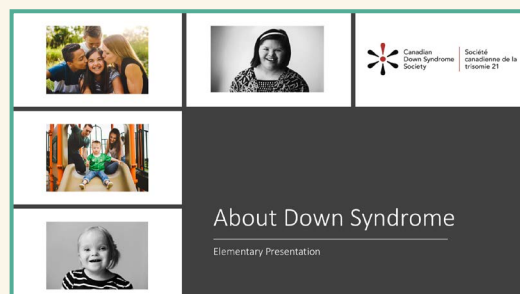 Canadian
Down Syndrome
Society
Société
canadienne de la
trisomie 21
About Down Syndrome
Elementary Presentation